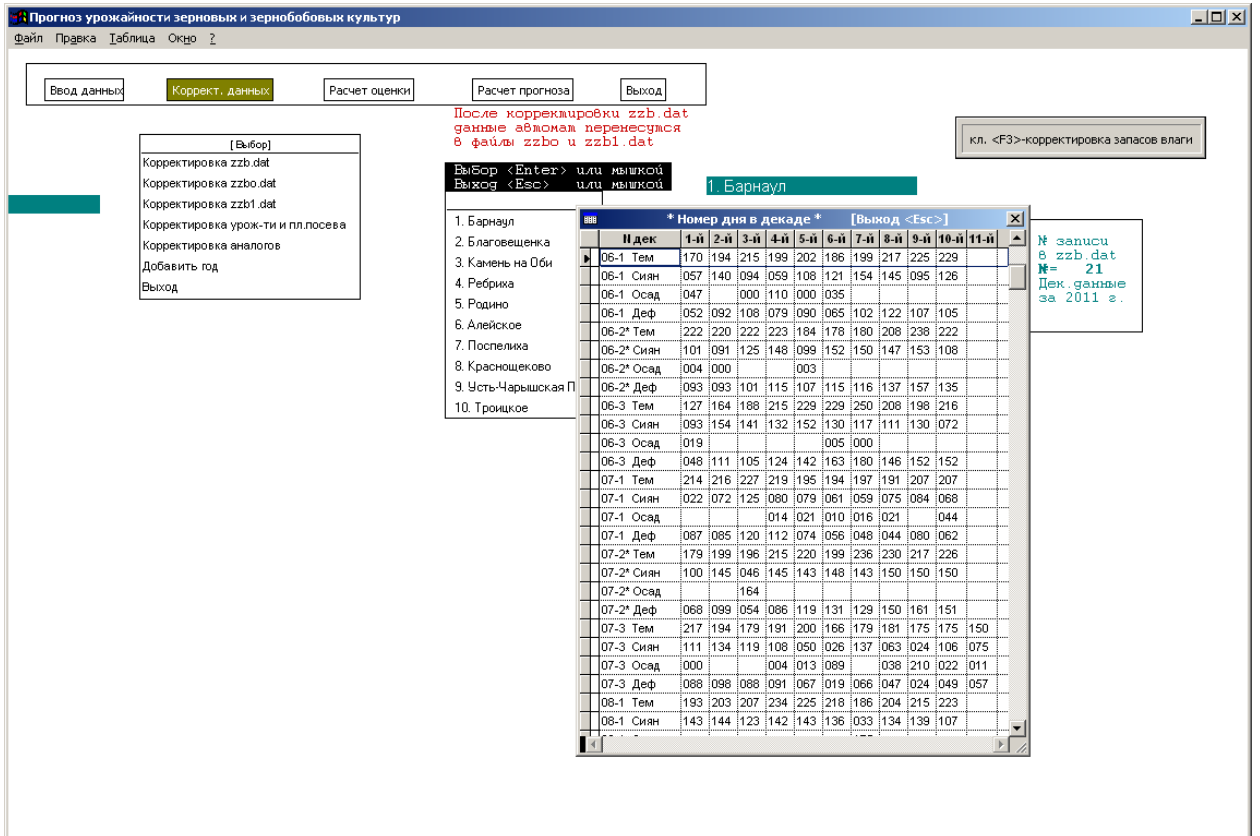 Прогноз урожайности зерновых и зернобобовых культур
Файл Правка Таблица Окно ?
Ввод данных Коррект. данных Расчет оценки Расчет прогноза Выход
После корректировки zzb.dat
данные автомат перенесутся
в файлы zzbo и zzb1.dat
кл. <F3>-корректировка запасов влаги
[Выбор]
Корректировка zzb.dat
Корректировка zzbo.dat
Корректировка zzb1.dat
Корректировка урож-ти и пл.посева
Корректировка аналогов
Добавить год
Выход
Выбор <Enter> или мышкой
Выход <Esc> или мышкой
1. Барнаул
1. Барнаул
2. Благовещенка
3. Камень на Оби
4. Ребриха
5. Родино
6. Алейское
7. Поспелиха
8. Краснощеково
9. Усть-Чарышская П
10. Троицкое
* Номер дня в декаде * [Выход <Esc>]
N дек 1-й 2-й 3-й 4-й 5-й 6-й 7-й 8-й 9-й 10-й 11-й
06-1 Тем 170 194 215 199 202 186 199 217 225 229
06-1 Сиян 057 140 094 059 108 121 154 145 095 126
06-1 Осад 047 000 110 000 035
06-1 Деф 052 092 108 079 090 065 102 122 107 105
06-2* Тем 222 220 222 223 184 178 180 208 238 222
06-2* Сиян 101 091 125 148 099 152 150 147 153 108
06-2* Осад 004 000 003
06-2* Деф 093 093 101 115 107 115 116 137 157 135
06-3 Тем 127 164 188 215 229 229 250 208 198 216
06-3 Сиян 093 154 141 132 152 130 117 111 130 072
06-3 Осад 019 005 000
06-3 Деф 048 111 105 124 142 163 180 146 152 152
07-1 Тем 214 216 227 219 195 194 197 191 207 207
07-1 Сиян 022 072 125 080 079 061 059 075 084 068
07-1 Осад 014 021 010 016 021 044
07-1 Деф 087 085 120 112 074 056 048 044 080 062
07-2* Тем 179 199 196 215 220 199 236 230 217 226
07-2* Сиян 100 145 046 145 143 148 143 150 150 150
07-2* Осад 164
07-2* Деф 068 099 054 086 119 131 129 150 161 151
07-3 Тем 217 194 179 191 200 166 179 181 175 175 150
07-3 Сиян 111 134 119 108 050 026 137 063 024 106 075
07-3 Осад 000 004 013 089 038 210 022 011
07-3 Деф 088 098 088 091 067 019 066 047 024 049 057
08-1 Тем 193 203 207 234 225 218 186 204 215 223
08-1 Сиян 143 144 123 142 143 136 033 134 139 107
№ записи
в zzb.dat
№= 21
Дек.данные
за 2011 г.